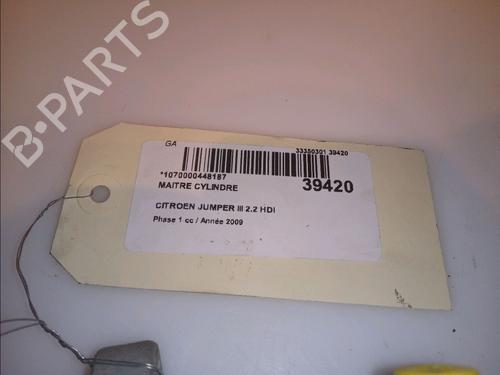 B-PARTS
GA
33350301 39420
*1070000448187
39420
MAITRE CYLINDRE
CITROEN JUMPER III 2.2 HDI
Phase 1 cc / Année 2009